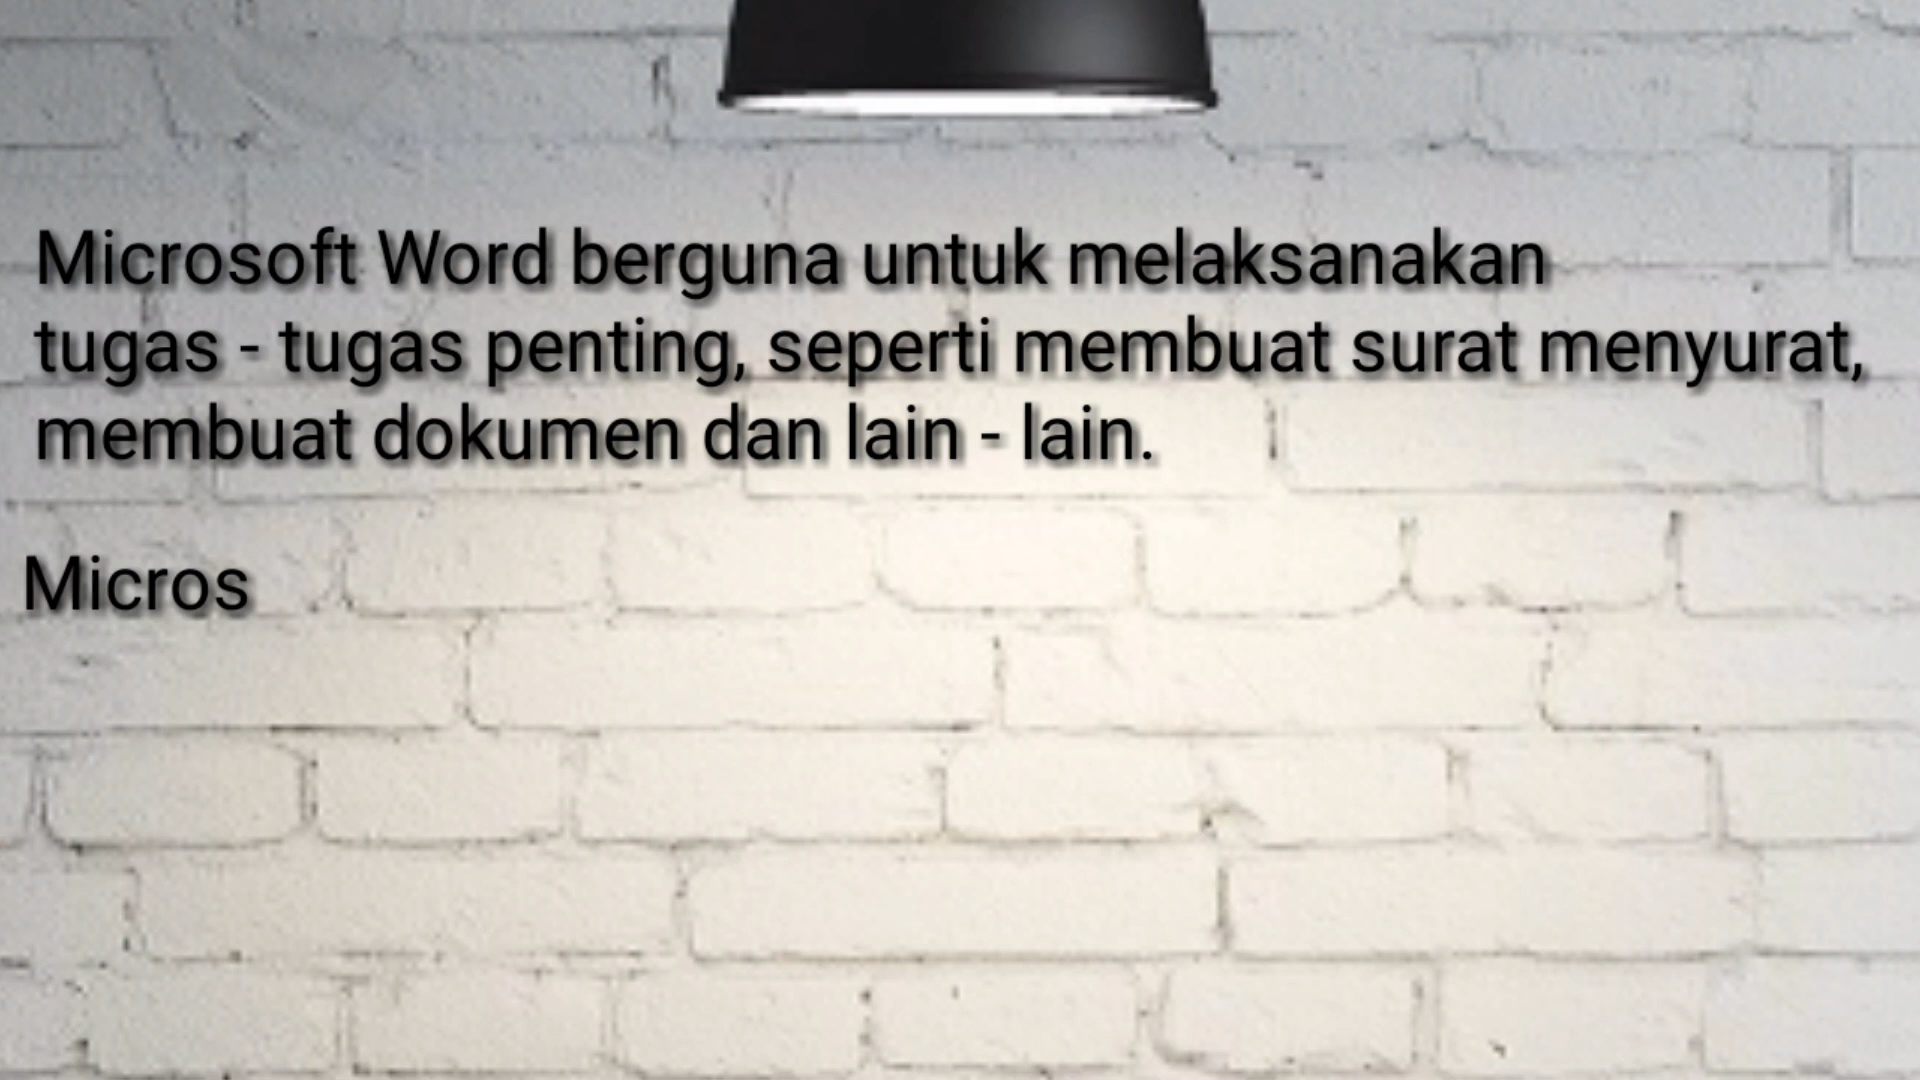 Microsoft Word berguna untuk melaksanakan
tugas - tugas penting, seperti membuat surat menyurat,
membuat dokumen dan lain - lain.
Micros